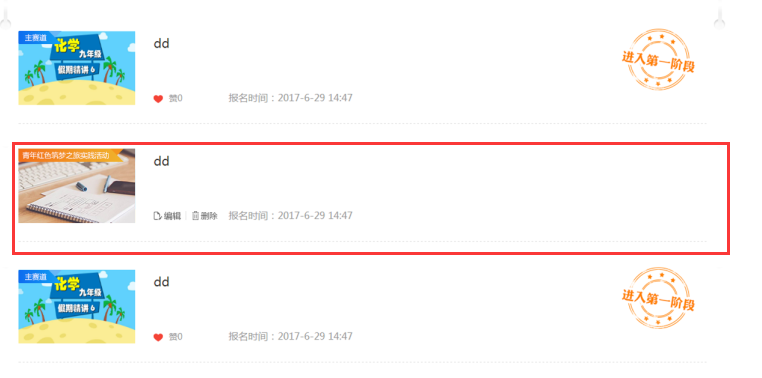 主赛道
化学
九年级
假期精讲 6
dd
赞0 报名时间：2017-6-29 14:47
进入第一阶段
青年红色筑梦之旅实践活动
dd
编辑 删除 报名时间：2017-6-29 14:47
主赛道
化学
九年级
假期精讲 6
dd
赞0 报名时间：2017-6-29 14:47
进入第一阶段